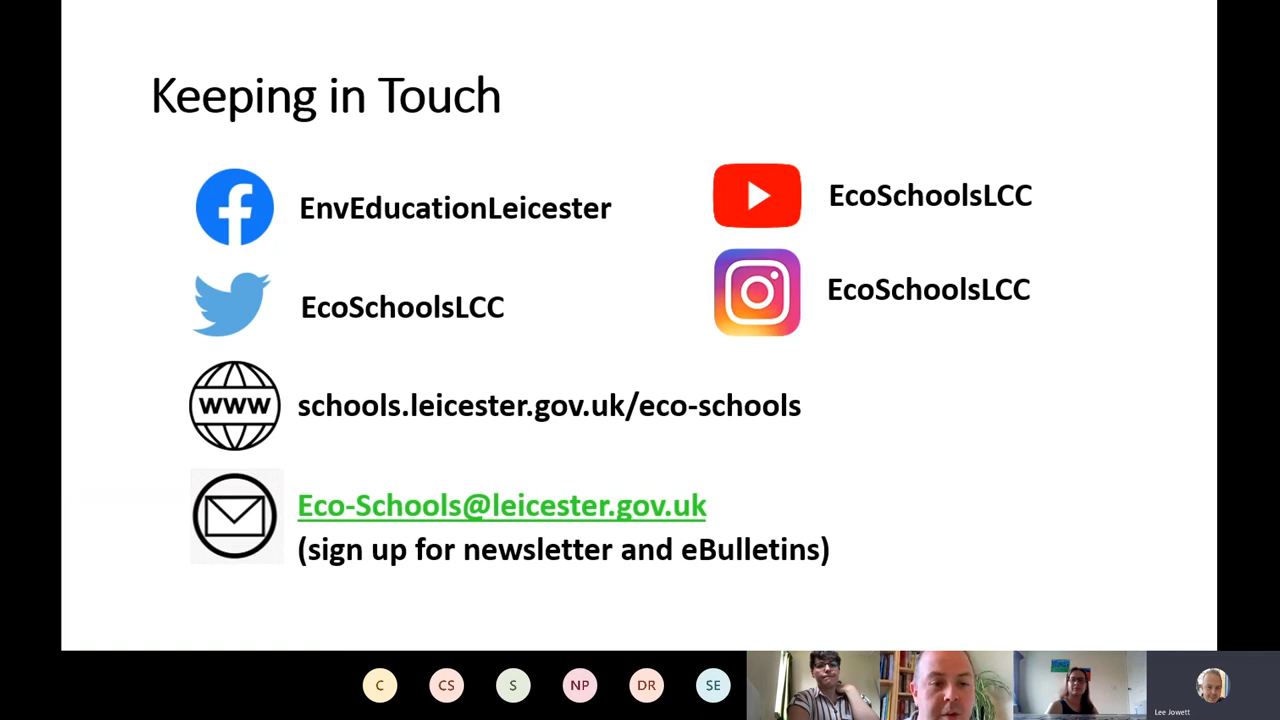 Keeping in Touch
EnvEducationLeicester
EcoSchoolsLCC
EcoSchoolsLCC
EcoSchoolsLCC
www
schools.leicester.gov.uk/eco-schools
Eco-Schools@leicester.gov.uk
(sign up for newsletter and eBulletins)
C
CS
S
NP
DR
SE
Lee Jowett